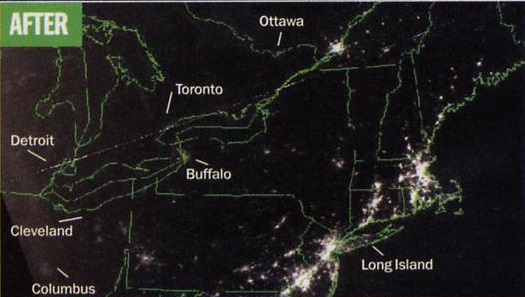 AFTER
Ottawa
Toronto
Detroit
Buffalo
Cleveland
Long Island
Columbus